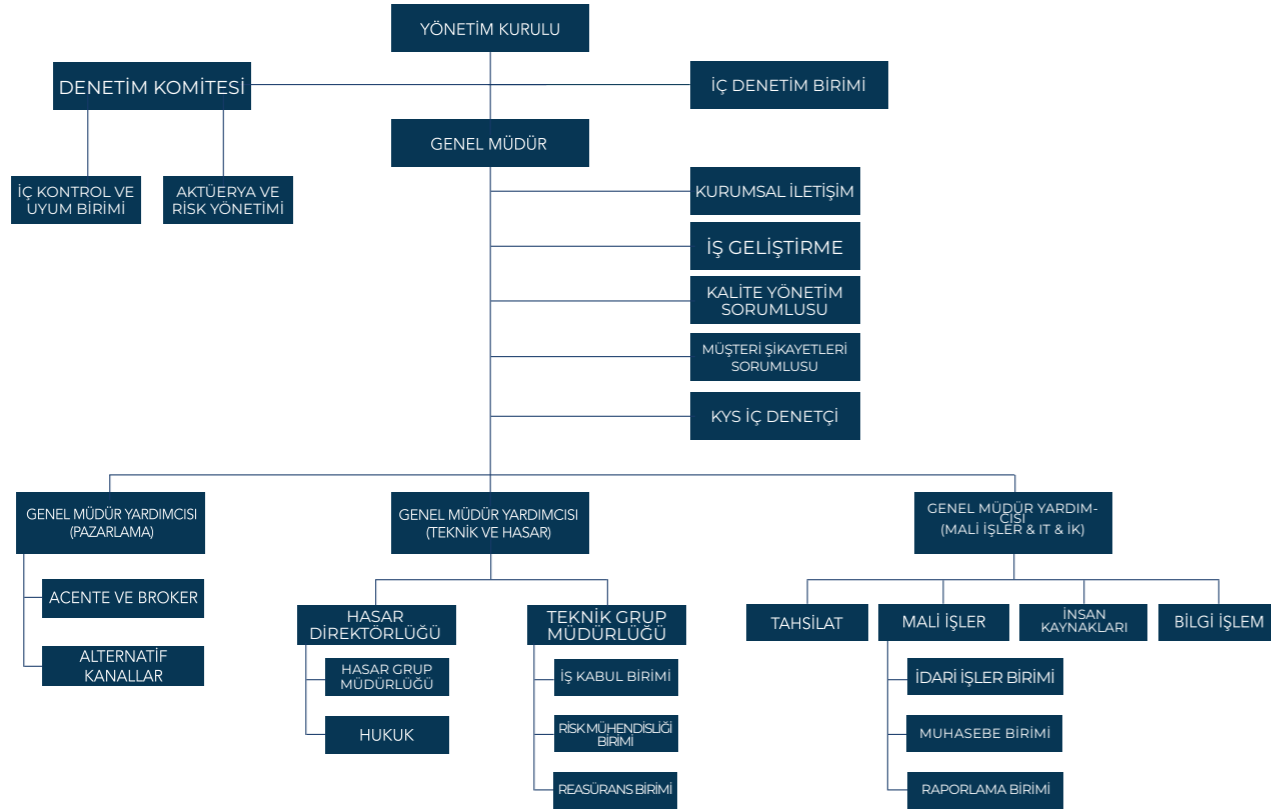 YÖNETİM KURULU
DENETİM KOMİTESİ
İÇ DENETİM BİRİMİ
GENEL MÜDÜR
İÇ KONTROL VE
UYUM BİRİMİ
AKTÜERYA VE
RİSK YÖNETİMİ
KURUMSAL İLETİŞİM
İŞ GELİŞTİRME
KALİTE YÖNETİM
SORUMLUSU
MÜŞTERİ ŞİKAYETLERİ
SORUMLUSU
KYS İÇ DENETÇİ
GENEL MÜDÜR YARDIMCISI
(PAZARLAMA)
GENEL MÜDÜR YARDIMCISI
(TEKNİK VE HASAR)
GENEL MÜDÜR YARDIM-
CISI
(MALİ İŞLER & IT & İK)
ACENTE VE BROKER
ALTERNATİF
KANALLAR
HASAR
DİREKTÖRLÜĞÜ
HASAR GRUP
MÜDÜRLÜĞÜ
HUKUK
TEKNİK GRUP
MÜDÜRLÜĞÜ
İŞ KABUL BİRİMİ
RİSK MÜHENDİSLİĞİ
BİRİMİ
REASÜRANS BİRİMİ
TAHSİLAT
MALİ İŞLER
İNSAN
KAYNAKLARI
BİLGİ İŞLEM
İDARİ İŞLER BİRİMİ
MUHASEBE BİRİMİ
RAPORLAMA BİRİMİ